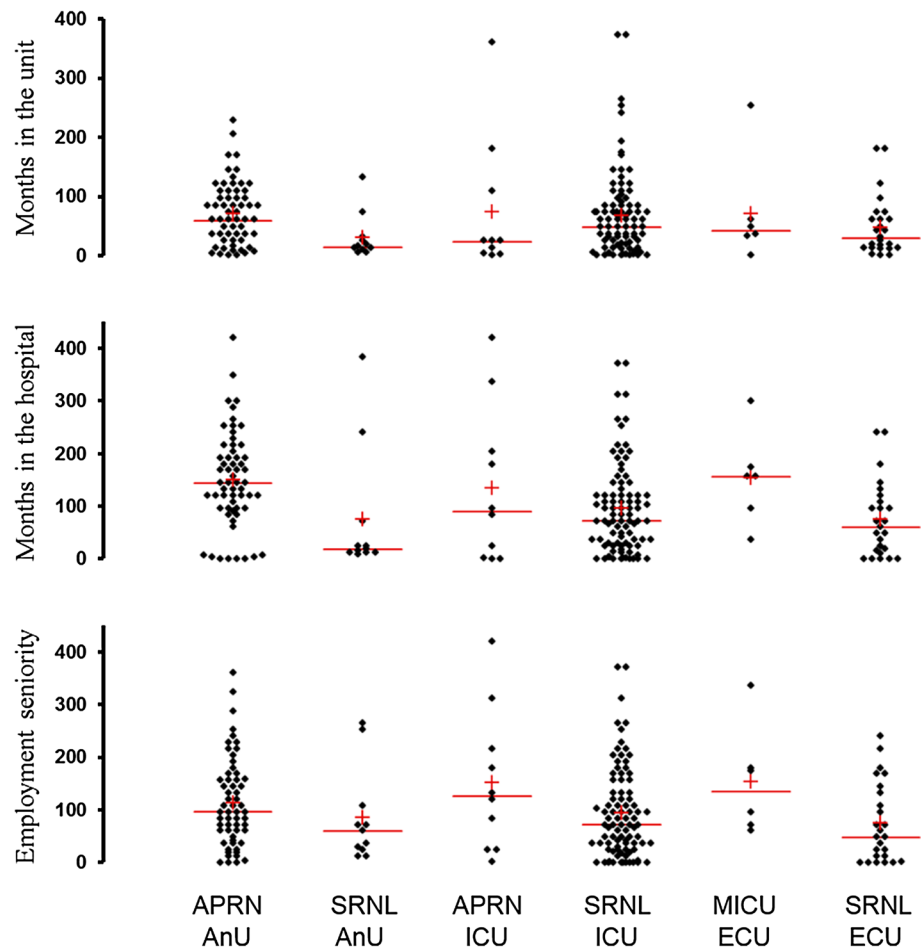 Months in the unit
400
300
200
100
0
Months in the hospital
400
300
200
100
0
Employment seniority
400
300
200
100
0
APRN AnU
SRNL AnU
APRN ICU
SRNL ICU
MICU ECU
SRNL ECU